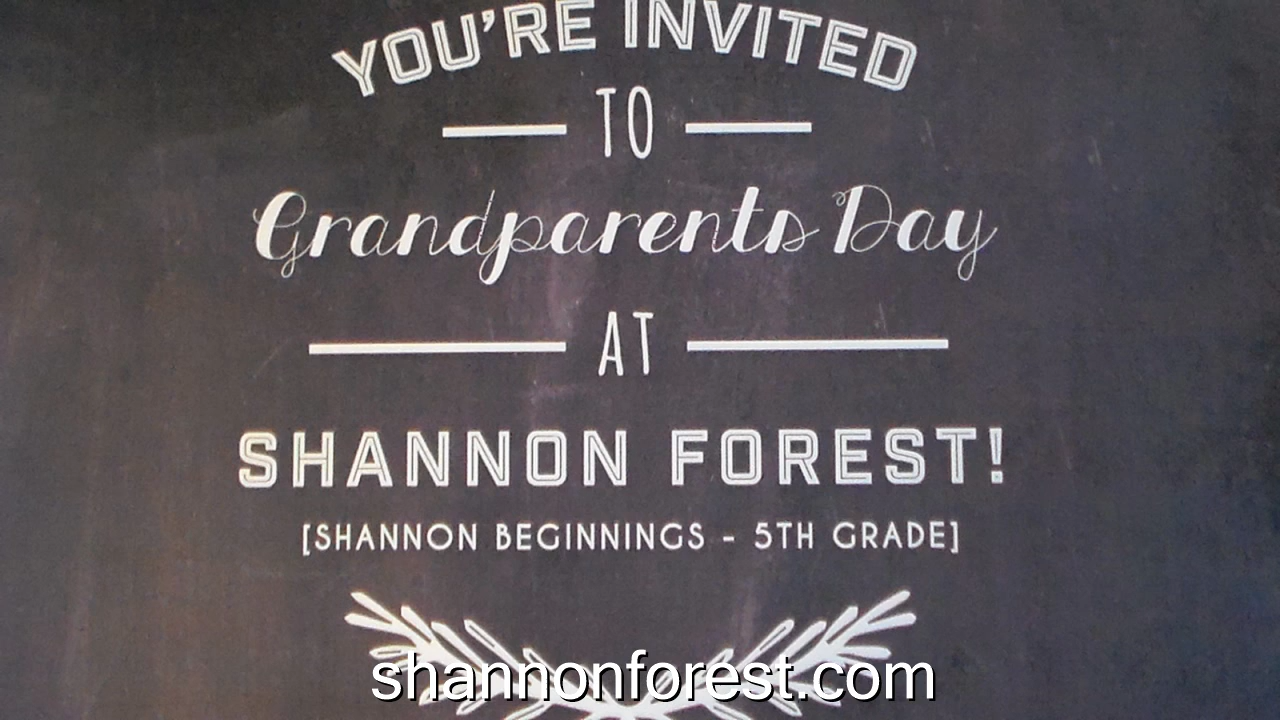 YOU'RE INVITED
TO
Grandparents Day
AT
SHANNON FOREST!
[SHANNON BEGINNINGS - 5TH GRADE]
shannonforest.com